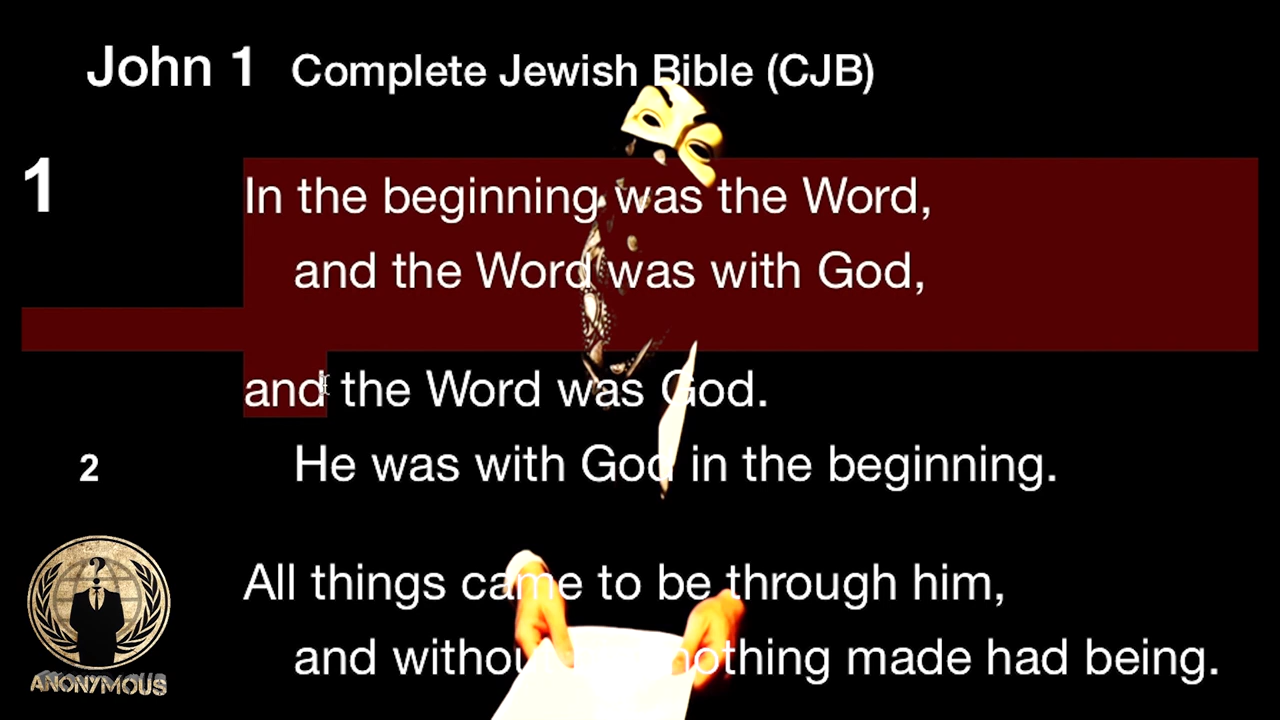 John 1 Complete Jewish Bible (CJB)
1 In the beginning was the Word,
and the Word was with God,
and the Word was God.
2 He was with God in the beginning.
All things came to be through him,
and without nothing made had being.
?
ANONYMOUS